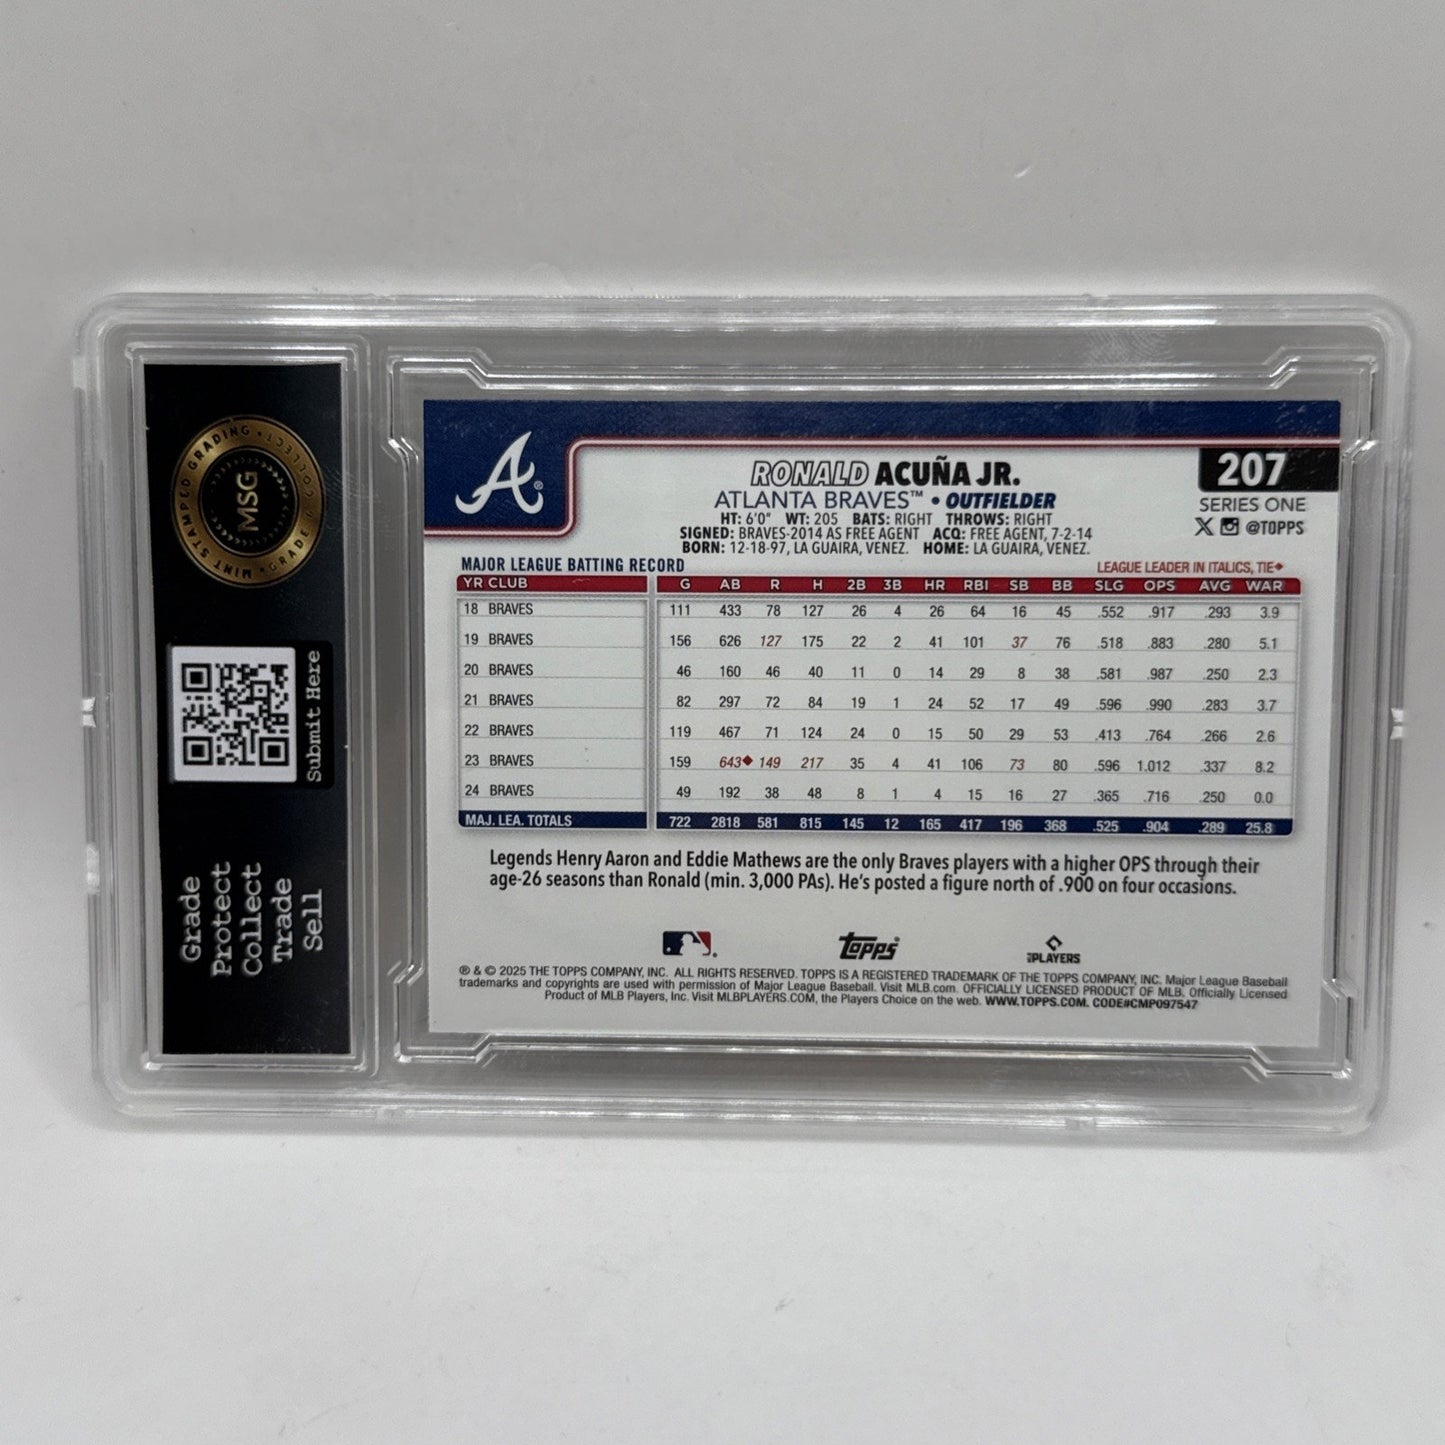 MINT • STAMPED GRADING • COLLECT • GRADE •
MSG
Submit Here
Grade
Protect
Collect
Trade
Sell
A®
RONALD ACUÑA JR.
ATLANTA BRAVES™ • OUTFIELDER
HT: 6'0" WT: 205 BATS: RIGHT THROWS: RIGHT
SIGNED: BRAVES-2014 AS FREE AGENT ACQ: FREE AGENT, 7-2-14
BORN: 12-18-97, LA GUAIRA, VENEZ. HOME: LA GUAIRA, VENEZ.
207
SERIES ONE
X @TOPPS
MAJOR LEAGUE BATTING RECORD LEAGUE LEADER IN ITALICS, TIE◆
YR CLUB G AB R H 2B 3B HR RBI SB BB SLG OPS AVG WAR
18 BRAVES 111 433 78 127 26 4 26 64 16 45 .552 .917 .293 3.9
19 BRAVES 156 626 127 175 22 2 41 101 37 76 .518 .883 .280 5.1
20 BRAVES 46 160 46 40 11 0 14 29 8 38 .581 .987 .250 2.3
21 BRAVES 82 297 72 84 19 1 24 52 17 49 .596 .990 .283 3.7
22 BRAVES 119 467 71 124 24 0 15 50 29 53 .413 .764 .266 2.6
23 BRAVES 159 643◆ 149 217 35 4 41 106 73 80 .596 1.012 .337 8.2
24 BRAVES 49 192 38 48 8 1 4 15 16 27 .365 .716 .250 0.0
MAJ. LEA. TOTALS 722 2818 581 815 145 12 165 417 196 368 .525 .904 .289 25.8
Legends Henry Aaron and Eddie Mathews are the only Braves players with a higher OPS through their
age-26 seasons than Ronald (min. 3,000 PAs). He's posted a figure north of .900 on four occasions.
topps
MLBPLAYERS
® & © 2025 THE TOPPS COMPANY, INC. ALL RIGHTS RESERVED. TOPPS IS A REGISTERED TRADEMARK OF THE TOPPS COMPANY, INC. Major League Baseball
trademarks and copyrights are used with permission of Major League Baseball. Visit MLB.com. OFFICIALLY LICENSED PRODUCT OF MLB. Officially Licensed
Product of MLB Players, Inc. Visit MLBPLAYERS.COM, the Players Choice on the web. WWW.TOPPS.COM. CODE#CMP097547